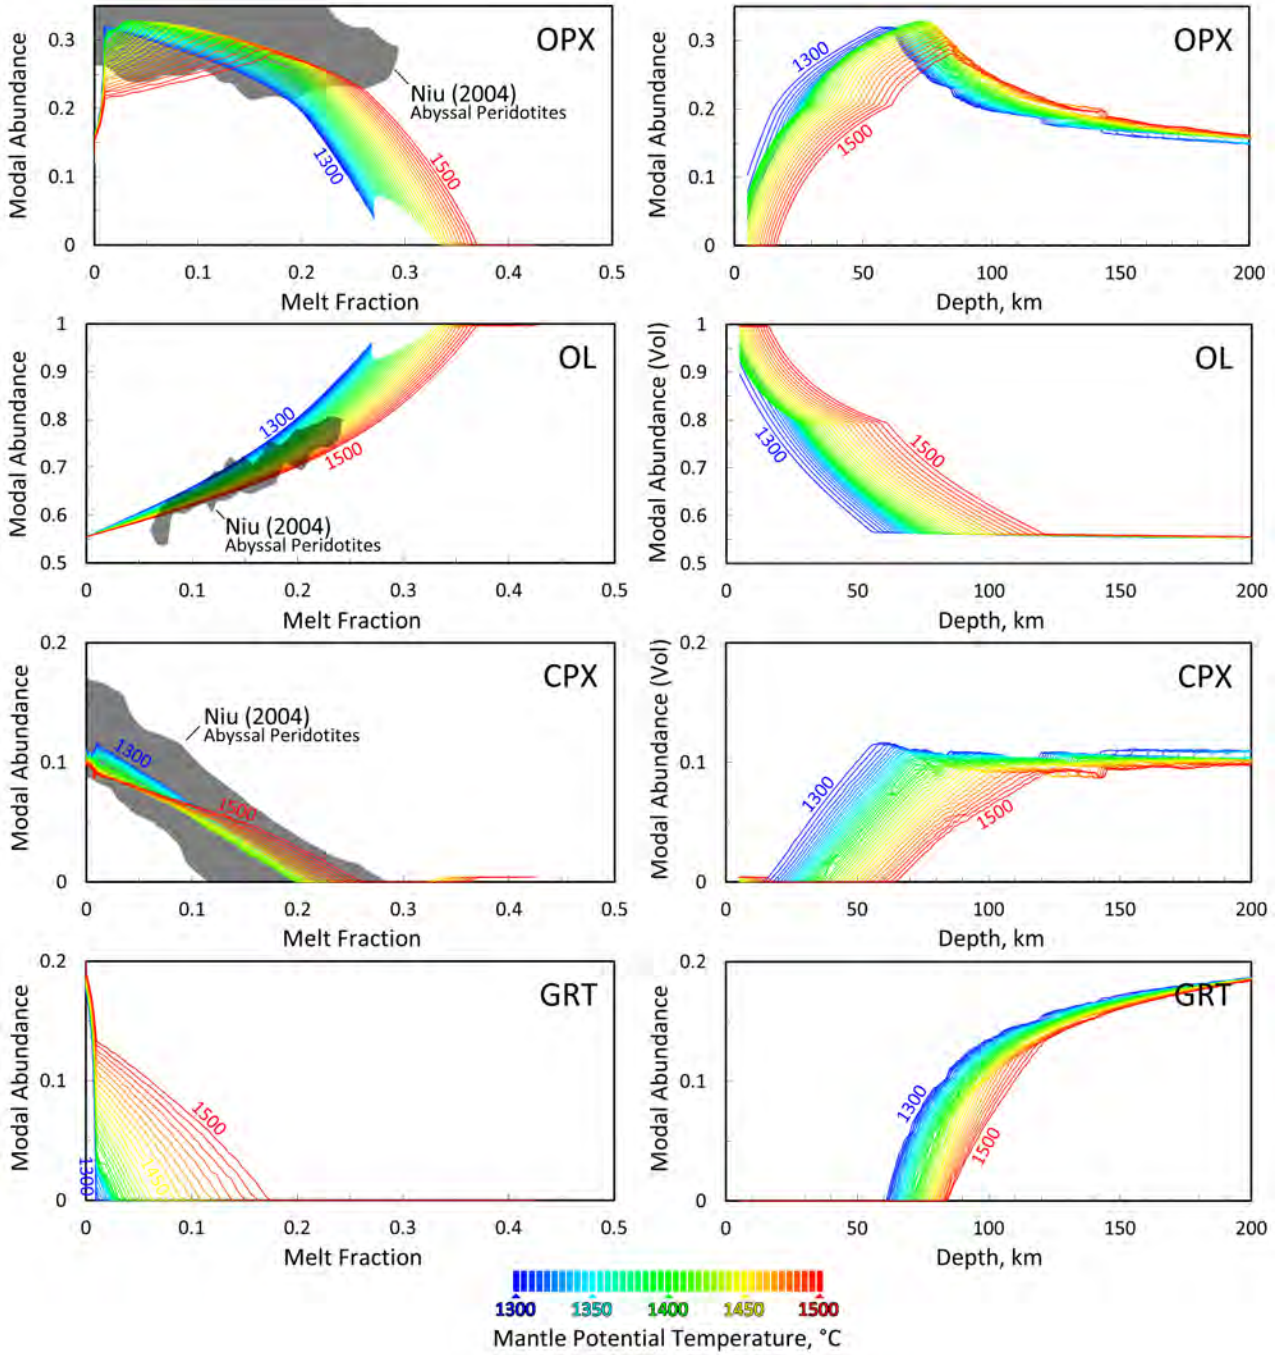 OPX
Modal Abundance
0.3
0.2
0.1
0
Niu (2004)
Abyssal Peridotites
1300
1500
0
0.1
0.2
0.3
0.4
0.5
Melt Fraction
OPX
Modal Abundance
0.3
0.2
0.1
0
1300
1500
0
50
100
150
200
Depth, km
OL
Modal Abundance
1
0.9
0.8
0.7
0.6
0.5
1300
1500
Niu (2004)
Abyssal Peridotites
0
0.1
0.2
0.3
0.4
0.5
Melt Fraction
OL
Modal Abundance (Vol)
1
0.9
0.8
0.7
0.6
0.5
1300
1500
0
50
100
150
200
Depth, km
CPX
Modal Abundance
0.2
0.1
0
Niu (2004)
Abyssal Peridotites
1300
1500
0
0.1
0.2
0.3
0.4
0.5
Melt Fraction
CPX
Modal Abundance (Vol)
0.2
0.1
0
1300
1500
0
50
100
150
200
Depth, km
GRT
Modal Abundance
0.2
0.1
0
1300
1450
1500
0
0.1
0.2
0.3
0.4
0.5
Melt Fraction
GRT
Modal Abundance
0.2
0.1
0
1300
1500
0
50
100
150
200
Depth, km
1300 1350 1400 1450 1500
Mantle Potential Temperature, °C